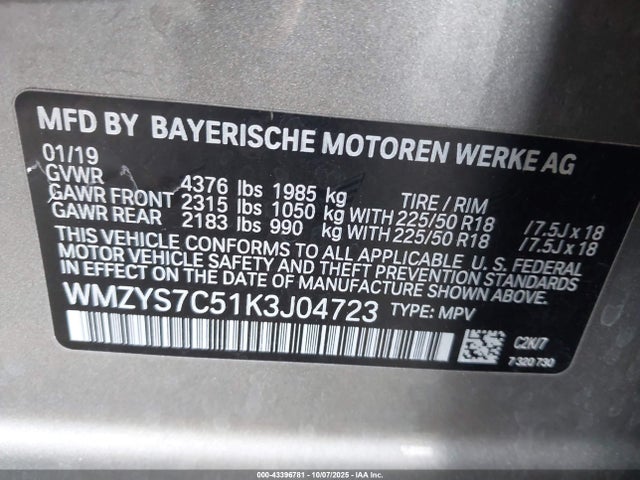 MFD BY BAYERISCHE MOTOREN WERKE AG
01/19
GVWR 4376 lbs 1985 kg TIRE / RIM
GAWR FRONT 2315 lbs 1050 kg WITH 225/50 R18 /7.5J x 18
GAWR REAR 2183 lbs 990 kg WITH 225/50 R18 /7.5J x 18
THIS VEHICLE CONFORMS TO ALL APPLICABLE U. S. FEDERAL
MOTOR VEHICLE SAFETY, BUMPER, AND THEFT PREVENTION STANDARDS
IN EFFECT ON THE DATE OF MANUFACTURE SHOWN ABOVE.
WMZYS7C51K3J04723 TYPE: MPV
C2K/7
7 320 730
000-43396781 - 10/07/2025 - IAA Inc.